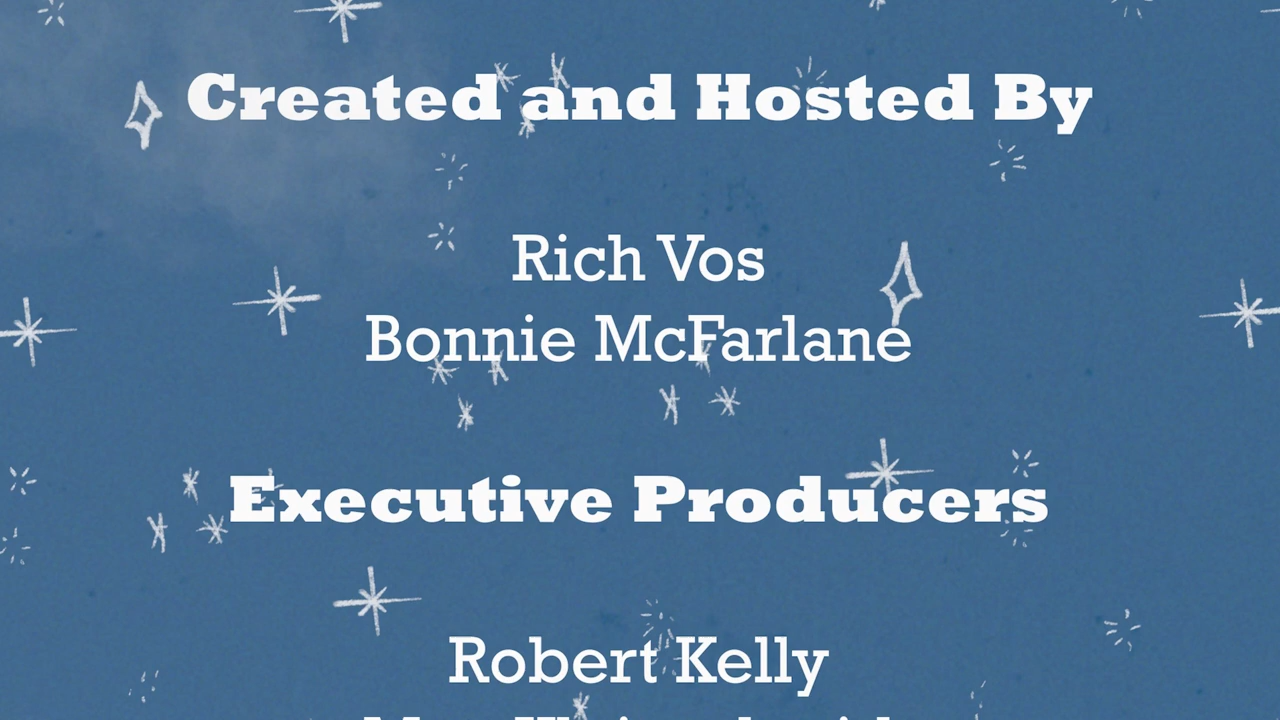 Created and Hosted By
Rich Vos
Bonnie McFarlane
Executive Producers
Robert Kelly